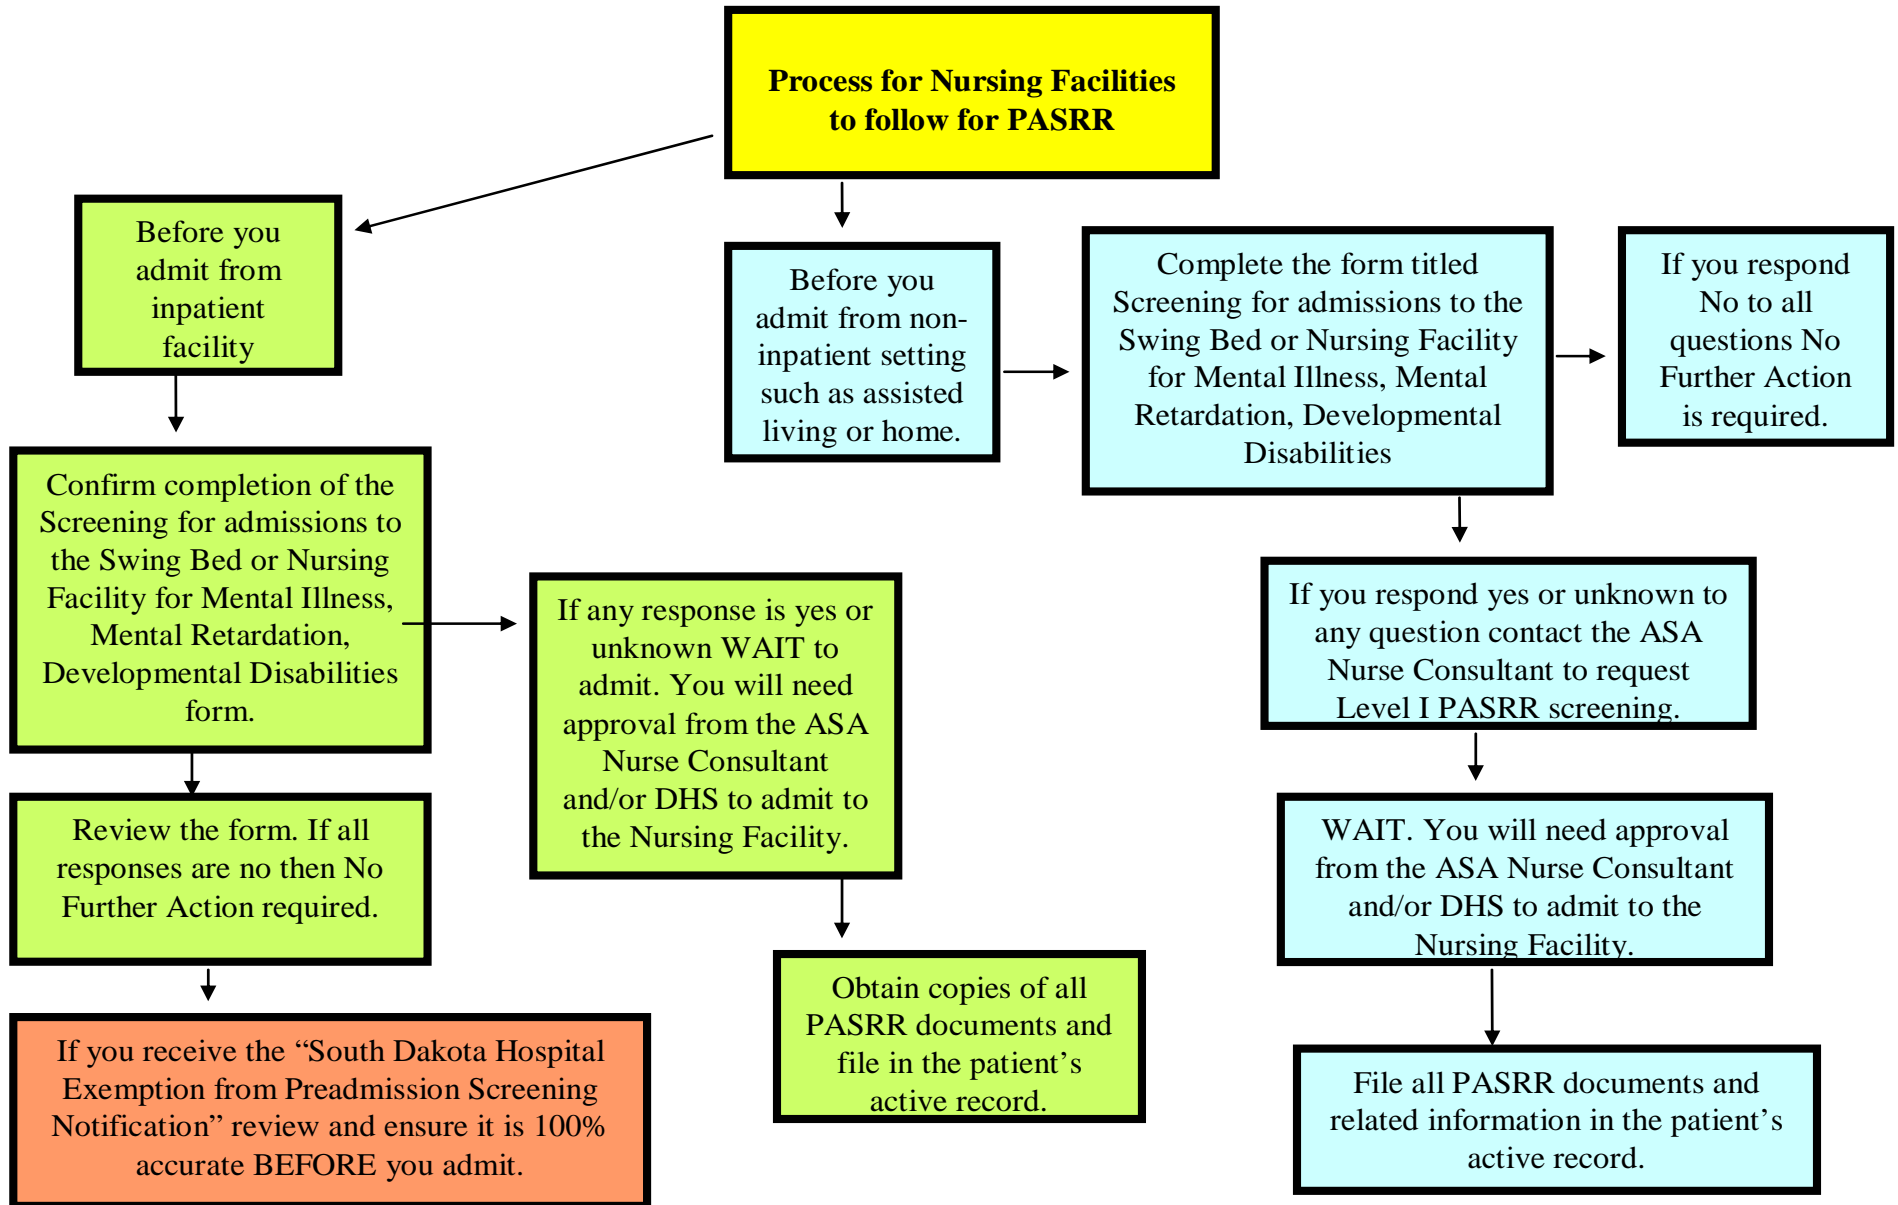 Process for Nursing Facilities
to follow for PASRR
Before you
admit from
inpatient
facility
Confirm completion of the
Screening for admissions to
the Swing Bed or Nursing
Facility for Mental Illness,
Mental Retardation,
Developmental Disabilities
form.
Review the form. If all
responses are no then No
Further Action required.
If you receive the “South Dakota Hospital
Exemption from Preadmission Screening
Notification” review and ensure it is 100%
accurate BEFORE you admit.
If any response is yes or
unknown WAIT to
admit. You will need
approval from the ASA
Nurse Consultant
and/or DHS to admit to
the Nursing Facility.
Obtain copies of all
PASRR documents and
file in the patient’s
active record.
Before you
admit from non-
inpatient setting
such as assisted
living or home.
Complete the form titled
Screening for admissions to the
Swing Bed or Nursing Facility
for Mental Illness, Mental
Retardation, Developmental
Disabilities
If you respond
No to all
questions No
Further Action
is required.
If you respond yes or unknown to
any question contact the ASA
Nurse Consultant to request
Level I PASRR screening.
WAIT. You will need approval
from the ASA Nurse Consultant
and/or DHS to admit to the
Nursing Facility.
File all PASRR documents and
related information in the patient’s
active record.